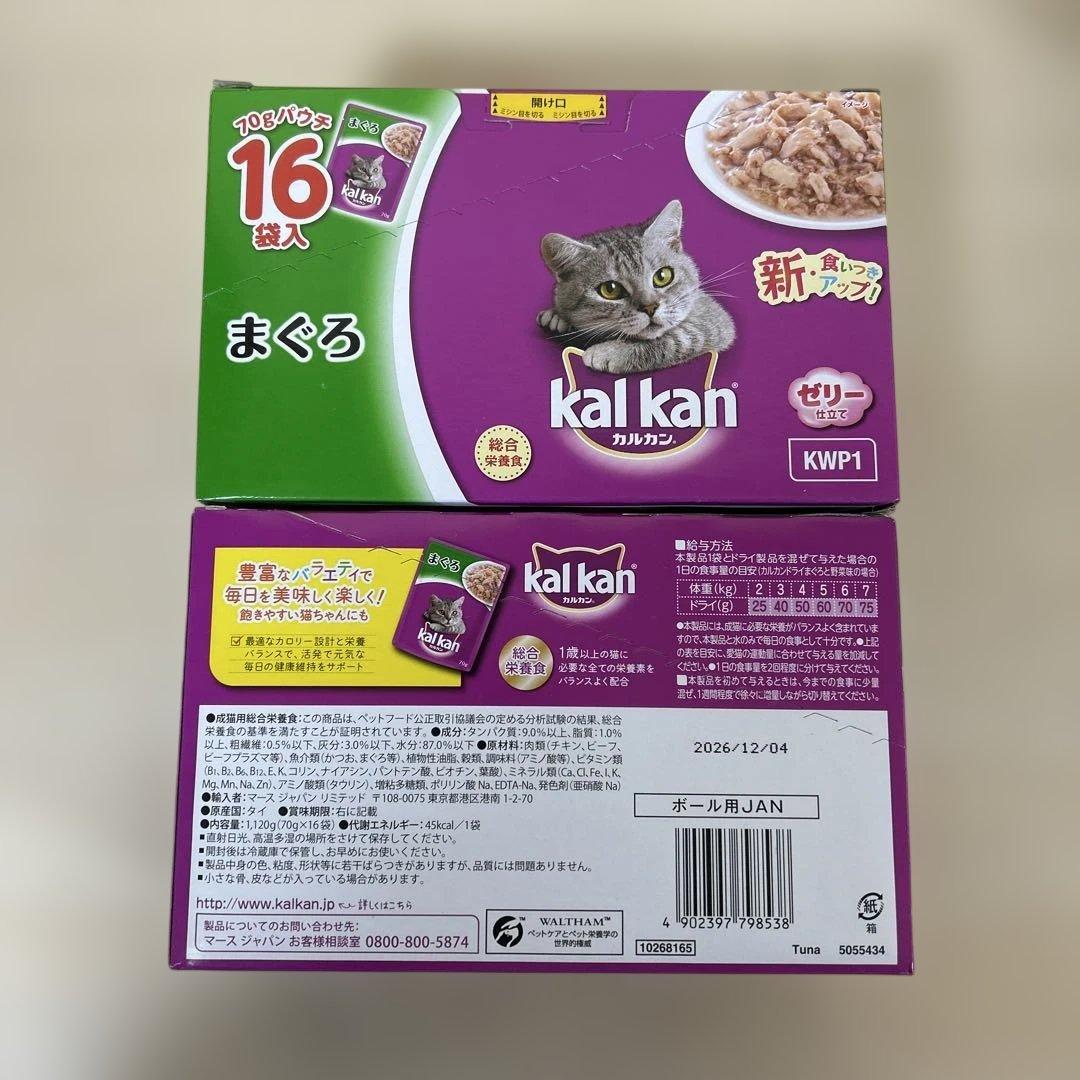 70gパウチ
16
袋入
まぐろ
kal kan
カルカン
70g
開け口
ミシン目を切る ミシン目を切る
イメージ
新・食いつき
アップ!
まぐろ
kal kan®
カルカン®
総合
栄養食
ゼリー
仕立て
KWP1
豊富なバラエティで
毎日を美味しく楽しく!
飽きやすい猫ちゃんにも
最適なカロリー設計と栄養
バランスで、活発で元気な
毎日の健康維持をサポート
まぐろ
kal kan
70g
kal kan®
カルカン®
総合
栄養食
1歳以上の猫に
必要な全ての栄養素を
バランスよく配合
■給与方法
本製品1袋とドライ製品を混ぜて与えた場合の
1日の食事量の目安(カルカンドライまぐろと野菜味の場合)
体重(kg) 2 3 4 5 6 7
ドライ(g) 25 40 50 60 70 75
●本製品には、成猫に必要な栄養がバランスよく含まれていま
すので、本製品と水のみで毎日の食事として十分です。●上記
の表を目安に、愛猫の運動量に合わせて与える量を加減して
ください。●1日の食事量を2回程度に分けて与えてください。
■本製品を初めて与えるときは、今までの食事に少量
混ぜ、1週間程度で徐々に増量しながら切り替えてください。
●成猫用総合栄養食:この商品は、ペットフード公正取引協議会の定める分析試験の結果、総合
栄養食の基準を満たすことが証明されています。●成分:タンパク質:9.0%以上、脂質:1.0%
以上、粗繊維:0.5%以下、灰分:3.0%以下、水分:87.0%以下 ●原材料:肉類(チキン、ビーフ、
ビーフプラズマ等)、魚介類(かつお、まぐろ等)、植物性油脂、穀類、調味料(アミノ酸等)、ビタミン類
(B1、B2、B6、B12、E、K、コリン、ナイアシン、パントテン酸、ビオチン、葉酸)、ミネラル類(Ca、Cl、Fe、I、K、
Mg、Mn、Na、Zn)、アミノ酸類(タウリン)、増粘多糖類、ポリリン酸Na、EDTA-Na、発色剤(亜硝酸Na)
●輸入者:マース ジャパン リミテッド 〒108-0075 東京都港区港南 1-2-70
●原産国:タイ ●賞味期限:右に記載
●内容量:1,120g(70g×16袋) ●代謝エネルギー:45kcal/1袋
■直射日光、高温多湿の場所をさけて保存してください。
■開封後は冷蔵庫で保管し、お早めにお使いください。
■製品中身の色、粘度、形状等に若干ばらつきがありますが、品質には問題ありません。
■小さな骨、皮などが入っている場合があります。
http://www.kalkan.jp 詳しくはこちら
製品についてのお問い合わせ先:
マース ジャパン お客様相談室 0800-800-5874
WALTHAM™
ペットケアとペット栄養学の
世界的権威
2026/12/04
ボール用JAN
4 902397 798538
10268165
Tuna 5055434
紙
箱